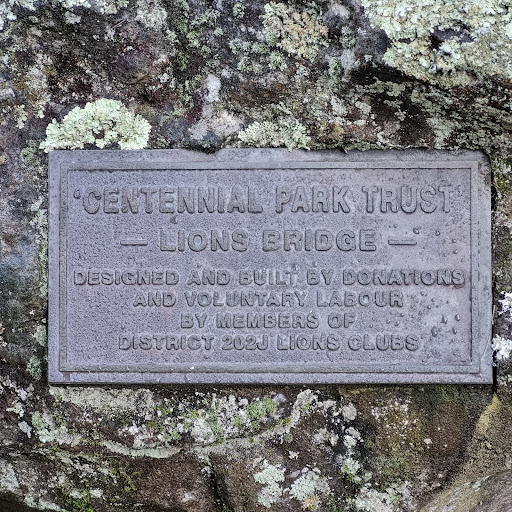 'CENTENNIAL PARK TRUST'
— LIONS BRIDGE —
DESIGNED AND BUILT BY DONATIONS
AND VOLUNTARY LABOUR
BY MEMBERS OF
DISTRICT 202J LIONS CLUBS